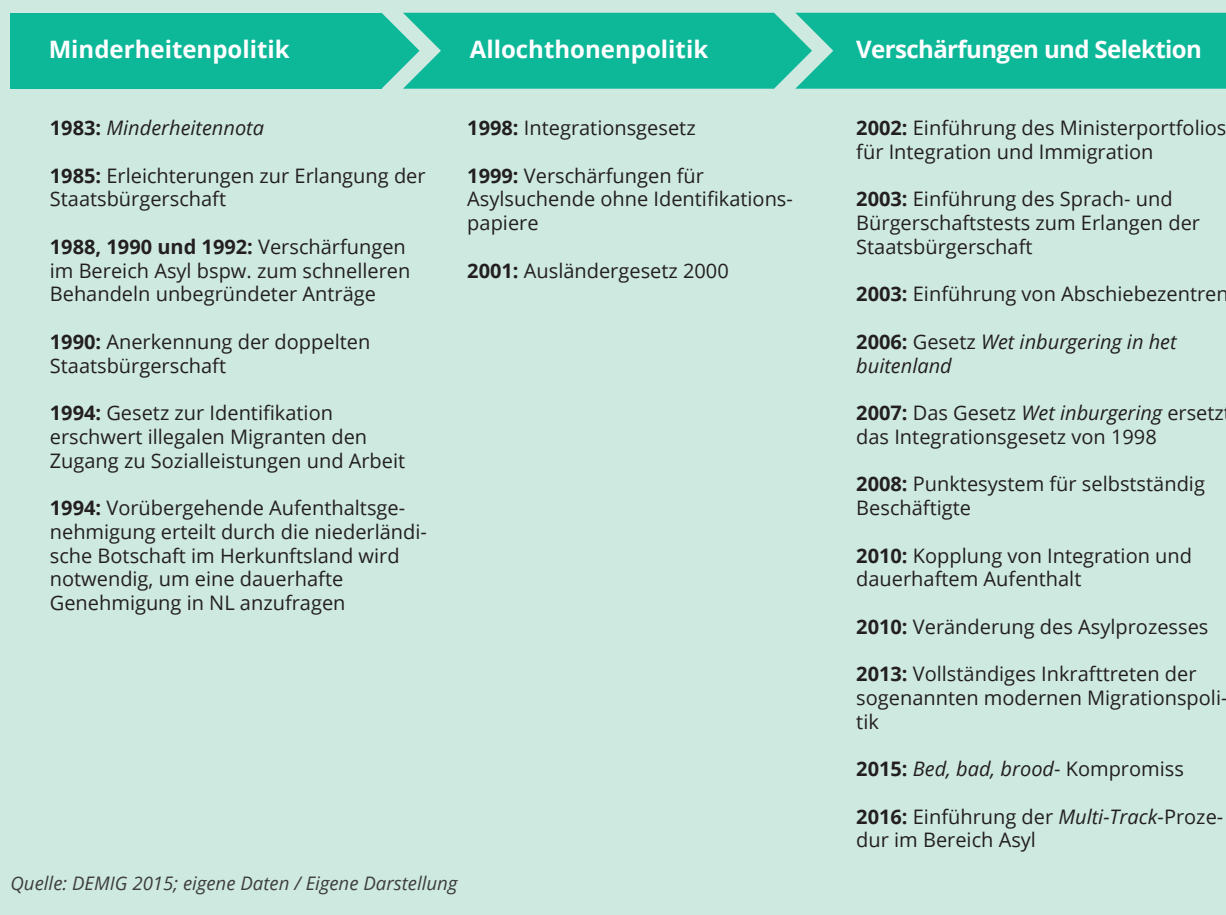 Minderheitenpolitik
1983: Minderheitennota
1985: Erleichterungen zur Erlangung der
Staatsbürgerschaft
1988, 1990 und 1992: Verschärfungen
im Bereich Asyl bspw. zum schnelleren
Behandeln unbegründeter Anträge
1990: Anerkennung der doppelten
Staatsbürgerschaft
1994: Gesetz zur Identifikation
erschwert illegalen Migranten den
Zugang zu Sozialleistungen und Arbeit
1994: Vorübergehende Aufenthaltsge-
nehmigung erteilt durch die niederländi-
sche Botschaft im Herkunftsland wird
notwendig, um eine dauerhafte
Genehmigung in NL anzufragen
Allochthonenpolitik
1998: Integrationsgesetz
1999: Verschärfungen für
Asylsuchende ohne Identifikations-
papiere
2001: Ausländergesetz 2000
Verschärfungen und Selektion
2002: Einführung des Ministerportfolios
für Integration und Immigration
2003: Einführung des Sprach- und
Bürgerschaftstests zum Erlangen der
Staatsbürgerschaft
2003: Einführung von Abschiebezentren
2006: Gesetz Wet inburgering in het
buitenland
2007: Das Gesetz Wet inburgering ersetzt
das Integrationsgesetz von 1998
2008: Punktesystem für selbstständig
Beschäftigte
2010: Kopplung von Integration und
dauerhaftem Aufenthalt
2010: Veränderung des Asylprozesses
2013: Vollständiges Inkrafttreten der
sogenannten modernen Migrationspoli-
tik
2015: Bed, bad, brood- Kompromiss
2016: Einführung der Multi-Track-Proze-
dur im Bereich Asyl
Quelle: DEMIG 2015; eigene Daten / Eigene Darstellung